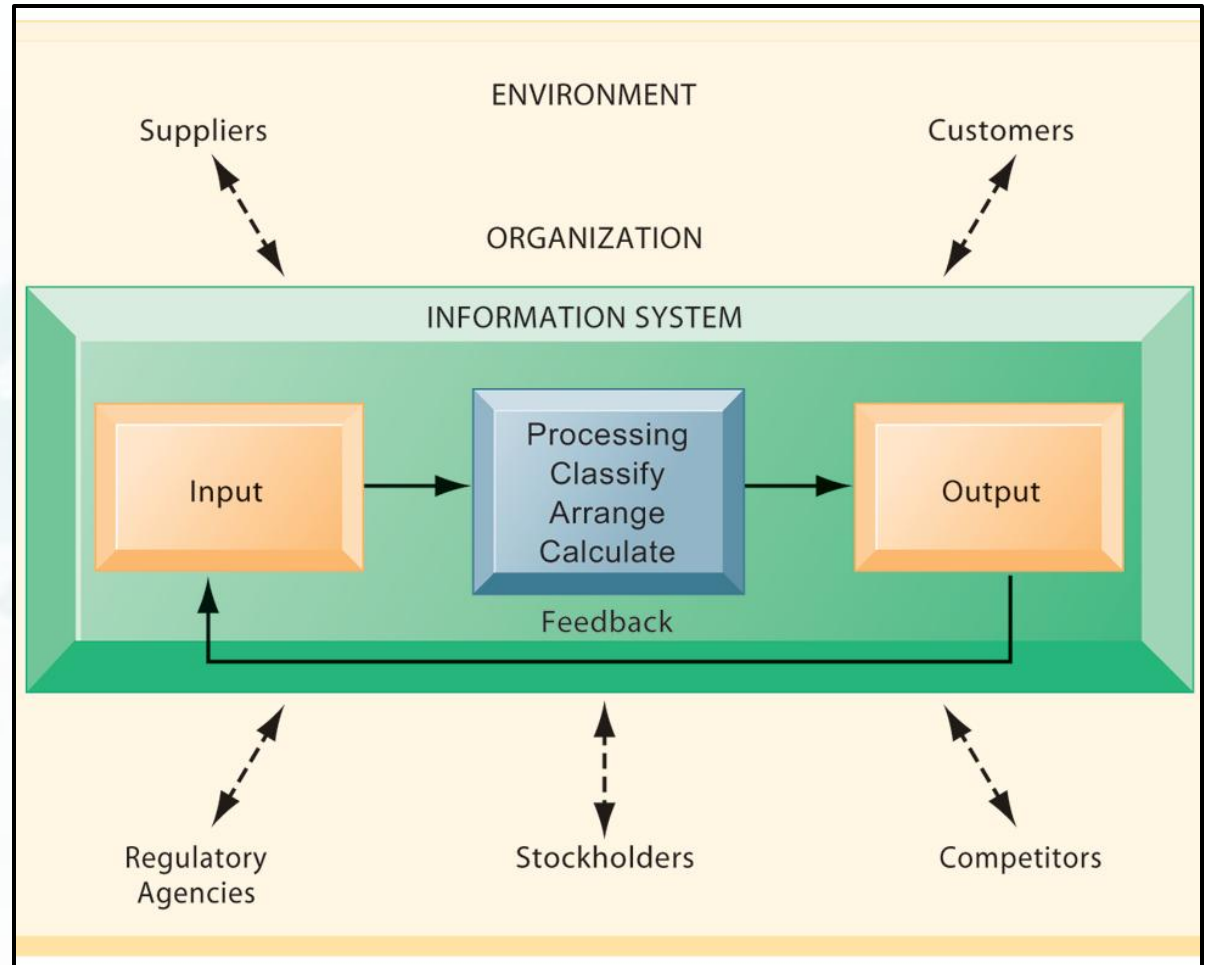 ENVIRONMENT
Suppliers
Customers
ORGANIZATION
INFORMATION SYSTEM
Input
Processing
Classify
Arrange
Calculate
Output
Feedback
Regulatory
Agencies
Stockholders
Competitors